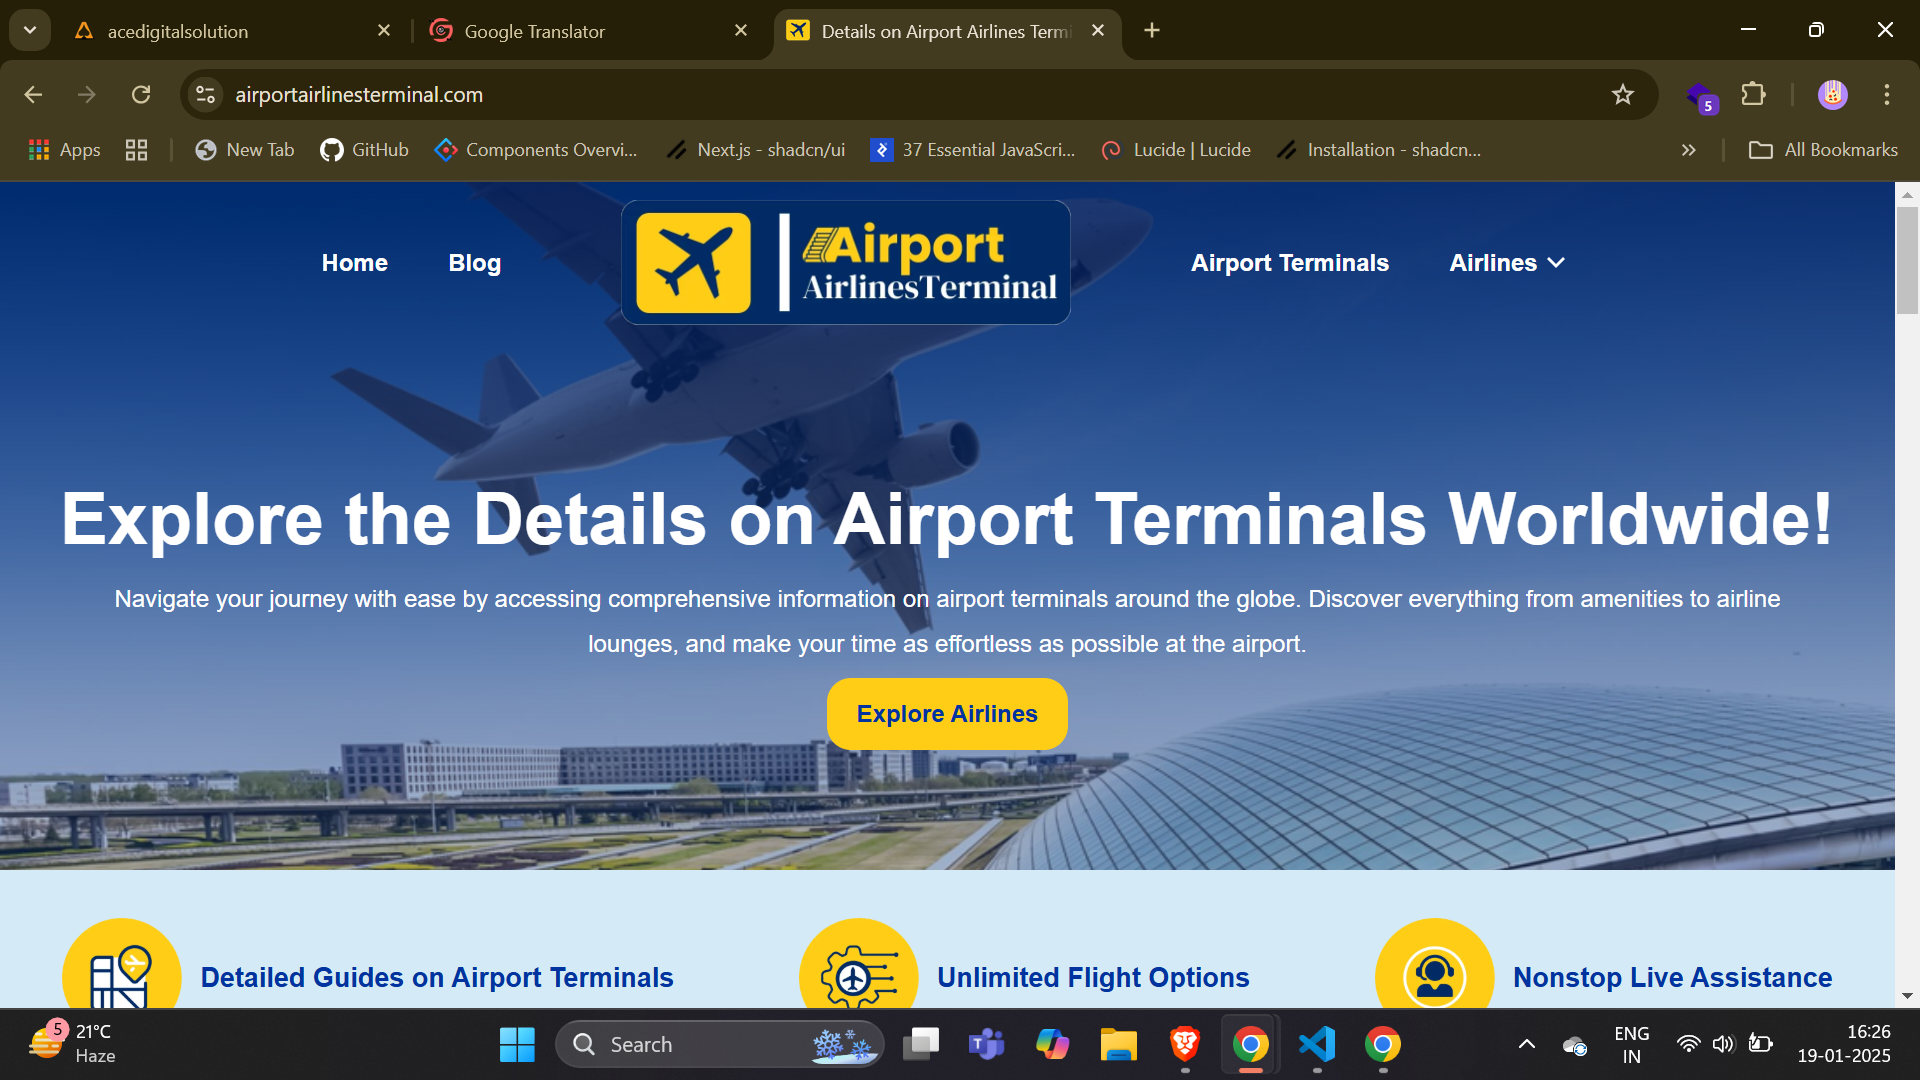 acedigitalsolution
Google Translator
Details on Airport Airlines Termi
airportairlinesterminal.com
5
Apps
New Tab
GitHub
Components Overvi...
Next.js - shadcn/ui
37 Essential JavaScri...
Lucide | Lucide
Installation - shadcn...
All Bookmarks
Home
Blog
Airport
AirlinesTerminal
Airport Terminals
Airlines
Explore the Details on Airport Terminals Worldwide!
Navigate your journey with ease by accessing comprehensive information on airport terminals around the globe. Discover everything from amenities to airline
lounges, and make your time as effortless as possible at the airport.
Explore Airlines
Detailed Guides on Airport Terminals
Unlimited Flight Options
Nonstop Live Assistance
5
21°C
Haze
Search
ENG
IN
16:26
19-01-2025